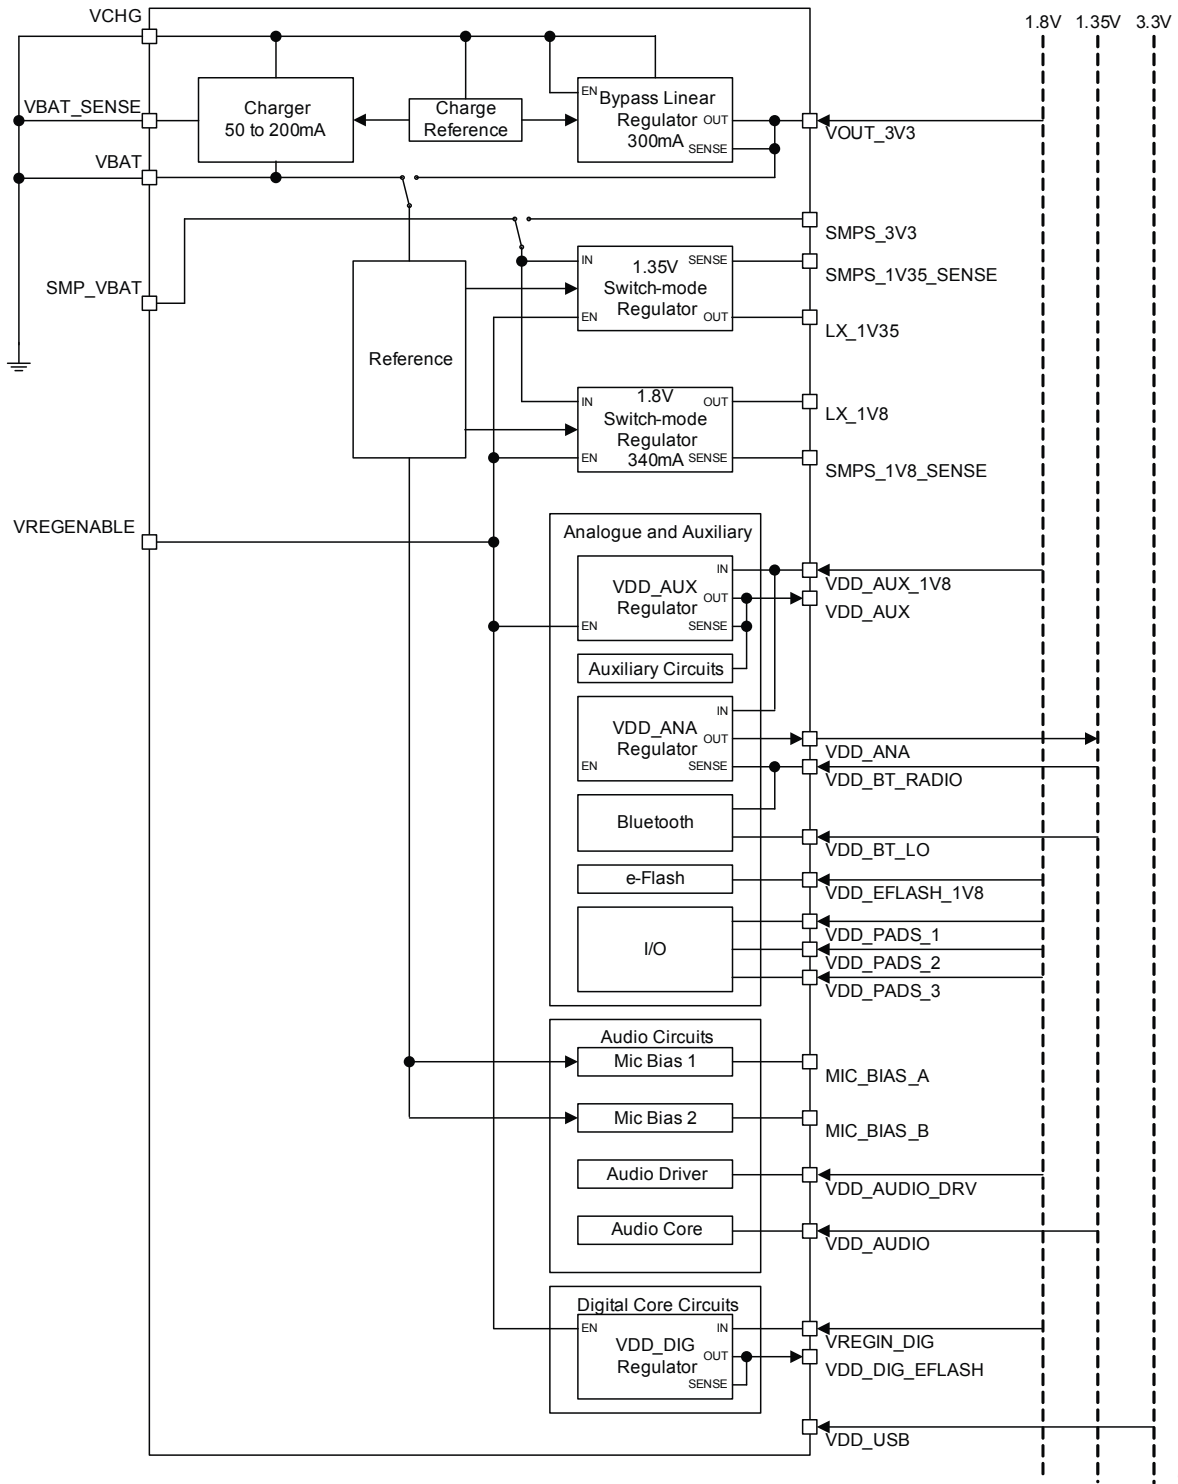 VCHG
1.8V 1.35V 3.3V
VBAT_SENSE
Charger
50 to 200mA
Charge
Reference
EN
Bypass Linear
Regulator
300mA
OUT
SENSE
VOUT_3V3
VBAT
SMPS_3V3
SMP_VBAT
Reference
IN
1.35V
Switch-mode
Regulator
SENSE
EN
OUT
SMPS_1V35_SENSE
LX_1V35
IN
1.8V
Switch-mode
Regulator
340mA
OUT
EN
SENSE
LX_1V8
SMPS_1V8_SENSE
VREGENABLE
Analogue and Auxiliary
IN
VDD_AUX
Regulator
OUT
EN
SENSE
VDD_AUX_1V8
VDD_AUX
Auxiliary Circuits
IN
VDD_ANA
Regulator
OUT
EN
SENSE
VDD_ANA
VDD_BT_RADIO
Bluetooth
VDD_BT_LO
e-Flash
VDD_EFLASH_1V8
I/O
VDD_PADS_1
VDD_PADS_2
VDD_PADS_3
Audio Circuits
Mic Bias 1
MIC_BIAS_A
Mic Bias 2
MIC_BIAS_B
Audio Driver
VDD_AUDIO_DRV
Audio Core
VDD_AUDIO
Digital Core Circuits
EN
IN
VDD_DIG
Regulator
OUT
SENSE
VREGIN_DIG
VDD_DIG_EFLASH
VDD_USB